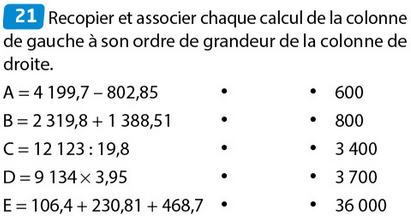 21 Recopier et associer chaque calcul de la colonne
de gauche à son ordre de grandeur de la colonne de
droite.
A = 4 199,7 – 802,85 • • 600
B = 2 319,8 + 1 388,51 • • 800
C = 12 123 : 19,8 • • 3 400
D = 9 134 × 3,95 • • 3 700
E = 106,4 + 230,81 + 468,7 • • 36 000